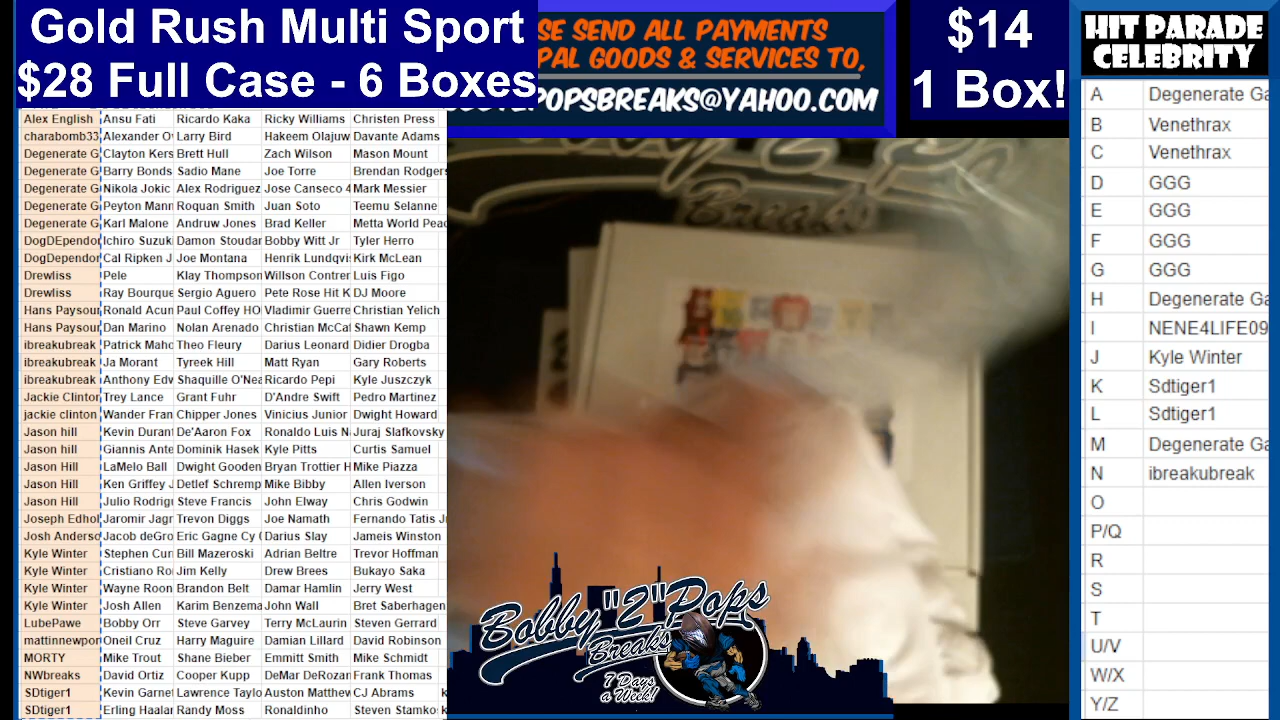 Gold Rush Multi Sport
$28 Full Case - 6 Boxes
SE SEND ALL PAYMENTS
PAL GOODS & SERVICES TO,
POPSBREAKS@YAHOO.COM
$14
1 Box!
HIT PARADE
CELEBRITY
Alex English Ansu Fati Ricardo Kaka Ricky Williams Christen Press
charabomb33 Alexander O Larry Bird Hakeem Olajuw Davante Adams
Degenerate G Clayton Kers Brett Hull Zach Wilson Mason Mount
Degenerate G Barry Bonds Sadio Mane Joe Torre Brendan Rodgers
Degenerate G Nikola Jokic Alex Rodriguez Jose Canseco 4 Mark Messier
Degenerate G Peyton Mann Roquan Smith Juan Soto Teemu Selanne
Degenerate G Karl Malone Andruw Jones Brad Keller Metta World Peac
DogDEpendor Ichiro Suzuk Damon Stoudar Bobby Witt Jr Tyler Herro
DogDependor Cal Ripken J Joe Montana Henrik Lundqvi Kirk McLean
Drewliss Pele Klay Thompson Willson Contrer Luis Figo
Drewliss Ray Bourque Sergio Aguero Pete Rose Hit K DJ Moore
Hans Paysour Ronald Acun Paul Coffey HO Vladimir Guerre Christian Yelich
Hans Paysour Dan Marino Nolan Arenado Christian McCaf Shawn Kemp
ibreakubreak Patrick Maho Theo Fleury Darius Leonard Didier Drogba
ibreakubreak Ja Morant Tyreek Hill Matt Ryan Gary Roberts
ibreakubreak Anthony Edw Shaquille O'Nea Ricardo Pepi Kyle Juszczyk
Jackie Clinton Trey Lance Grant Fuhr D'Andre Swift Pedro Martinez
jackie clinton Wander Fran Chipper Jones Vinicius Junior Dwight Howard
Jason hill Kevin Duran De'Aaron Fox Ronaldo Luis N Juraj Slafkovsky
Jason hill Giannis Ante Dominik Hasek Kyle Pitts Curtis Samuel
Jason Hill LaMelo Ball Dwight Gooden Bryan Trottier H Mike Piazza
Jason Hill Ken Griffey J Detlef Schremp Mike Bibby Allen Iverson
Jason Hill Julio Rodrigu Steve Francis John Elway Chris Godwin
Joseph Edhol Jaromir Jagr Trevon Diggs Joe Namath Fernando Tatis Jr
Josh Anderso Jacob deGro Eric Gagne Cy Darius Slay Jameis Winston
Kyle Winter Stephen Curr Bill Mazeroski Adrian Beltre Trevor Hoffman
Kyle Winter Cristiano Ro Jim Kelly Drew Brees Bukayo Saka
Kyle Winter Wayne Roon Brandon Belt Damar Hamlin Jerry West
Kyle Winter Josh Allen Karim Benzema John Wall Bret Saberhagen
LubePawe Bobby Orr Steve Garvey Terry McLaurin Steven Gerrard
mattinnewpor Oneil Cruz Harry Maguire Damian Lillard David Robinson
MORTY Mike Trout Shane Bieber Emmitt Smith Mike Schmidt
NWbreaks David Ortiz Cooper Kupp DeMar DeRozan Frank Thomas
SDtiger1 Kevin Garnet Lawrence Taylo Auston Matthew CJ Abrams k
SDtiger1 Erling Haalar Randy Moss Ronaldinho Steven Stamko k
A Degenerate Ga
B Venethrax
C Venethrax
D GGG
E GGG
F GGG
G GGG
H Degenerate Ga
I NENE4LIFE09
J Kyle Winter
K Sdtiger1
L Sdtiger1
M Degenerate Ga
N ibreakubreak
O
P/Q
R
S
T
U/V
W/X
Y/Z
Breaks
Bobby "2" Pops
Breaks
7 Days
a Week!